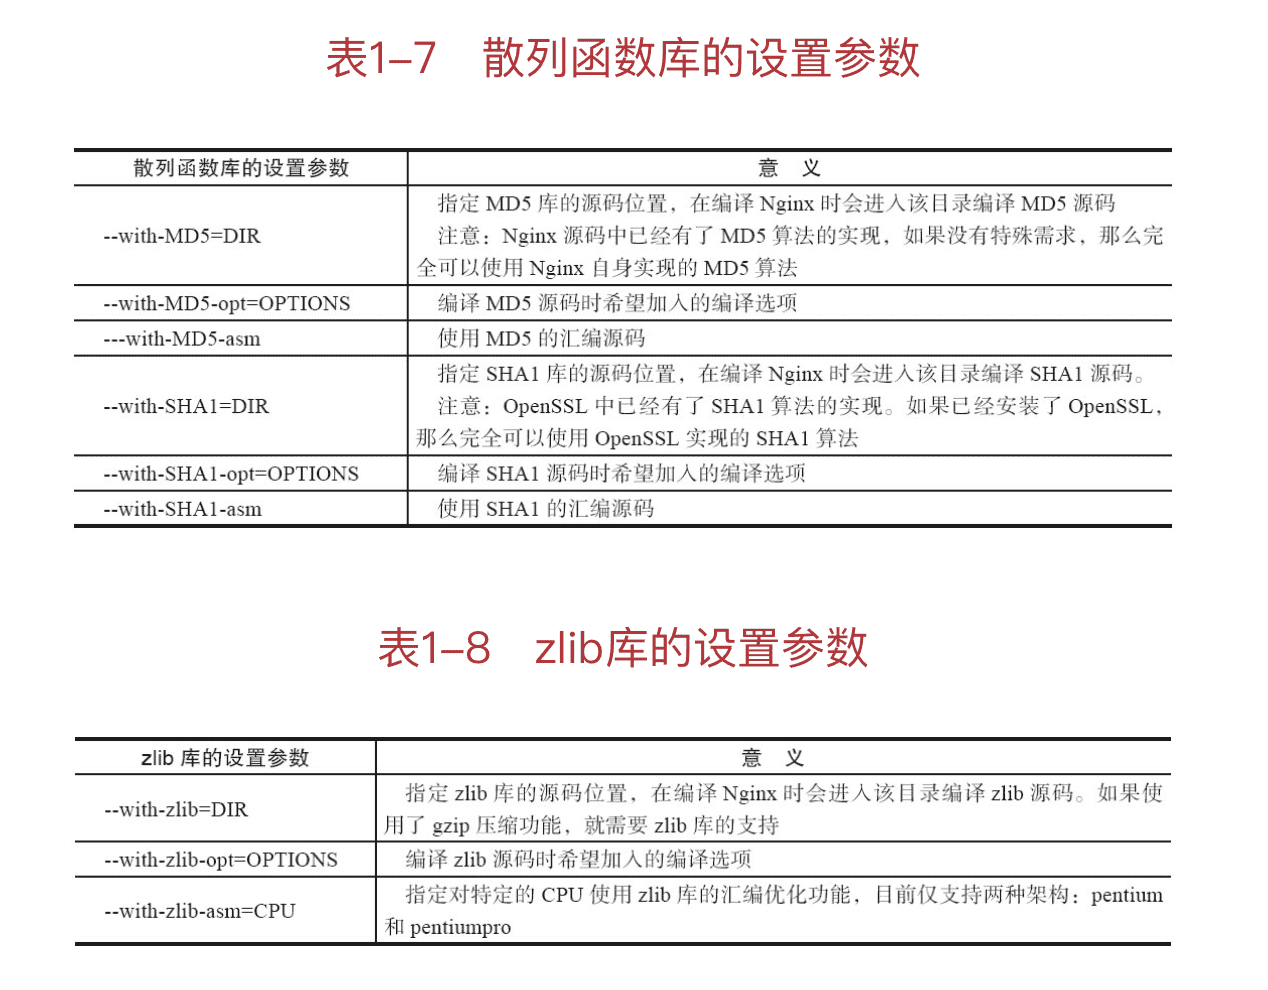 表1–7 散列函数库的设置参数
散列函数库的设置参数 意 义
--with-MD5=DIR
指定 MD5 库的源码位置，在编译 Nginx 时会进入该目录编译 MD5 源码
注意：Nginx 源码中已经有了 MD5 算法的实现，如果没有特殊需求，那么完
全可以使用 Nginx 自身实现的 MD5 算法
--with-MD5-opt=OPTIONS 编译 MD5 源码时希望加入的编译选项
---with-MD5-asm 使用 MD5 的汇编源码
--with-SHA1=DIR
指定 SHA1 库的源码位置，在编译 Nginx 时会进入该目录编译 SHA1 源码。
注意：OpenSSL 中已经有了 SHA1 算法的实现。如果已经安装了 OpenSSL，
那么完全可以使用 OpenSSL 实现的 SHA1 算法
--with-SHA1-opt=OPTIONS 编译 SHA1 源码时希望加入的编译选项
--with-SHA1-asm 使用 SHA1 的汇编源码
表1–8 zlib库的设置参数
zlib 库的设置参数 意 义
--with-zlib=DIR
指定 zlib 库的源码位置，在编译 Nginx 时会进入该目录编译 zlib 源码。如果使
用了 gzip 压缩功能，就需要 zlib 库的支持
--with-zlib-opt=OPTIONS 编译 zlib 源码时希望加入的编译选项
--with-zlib-asm=CPU
指定对特定的 CPU 使用 zlib 库的汇编优化功能，目前仅支持两种架构：pentium
和 pentiumpro